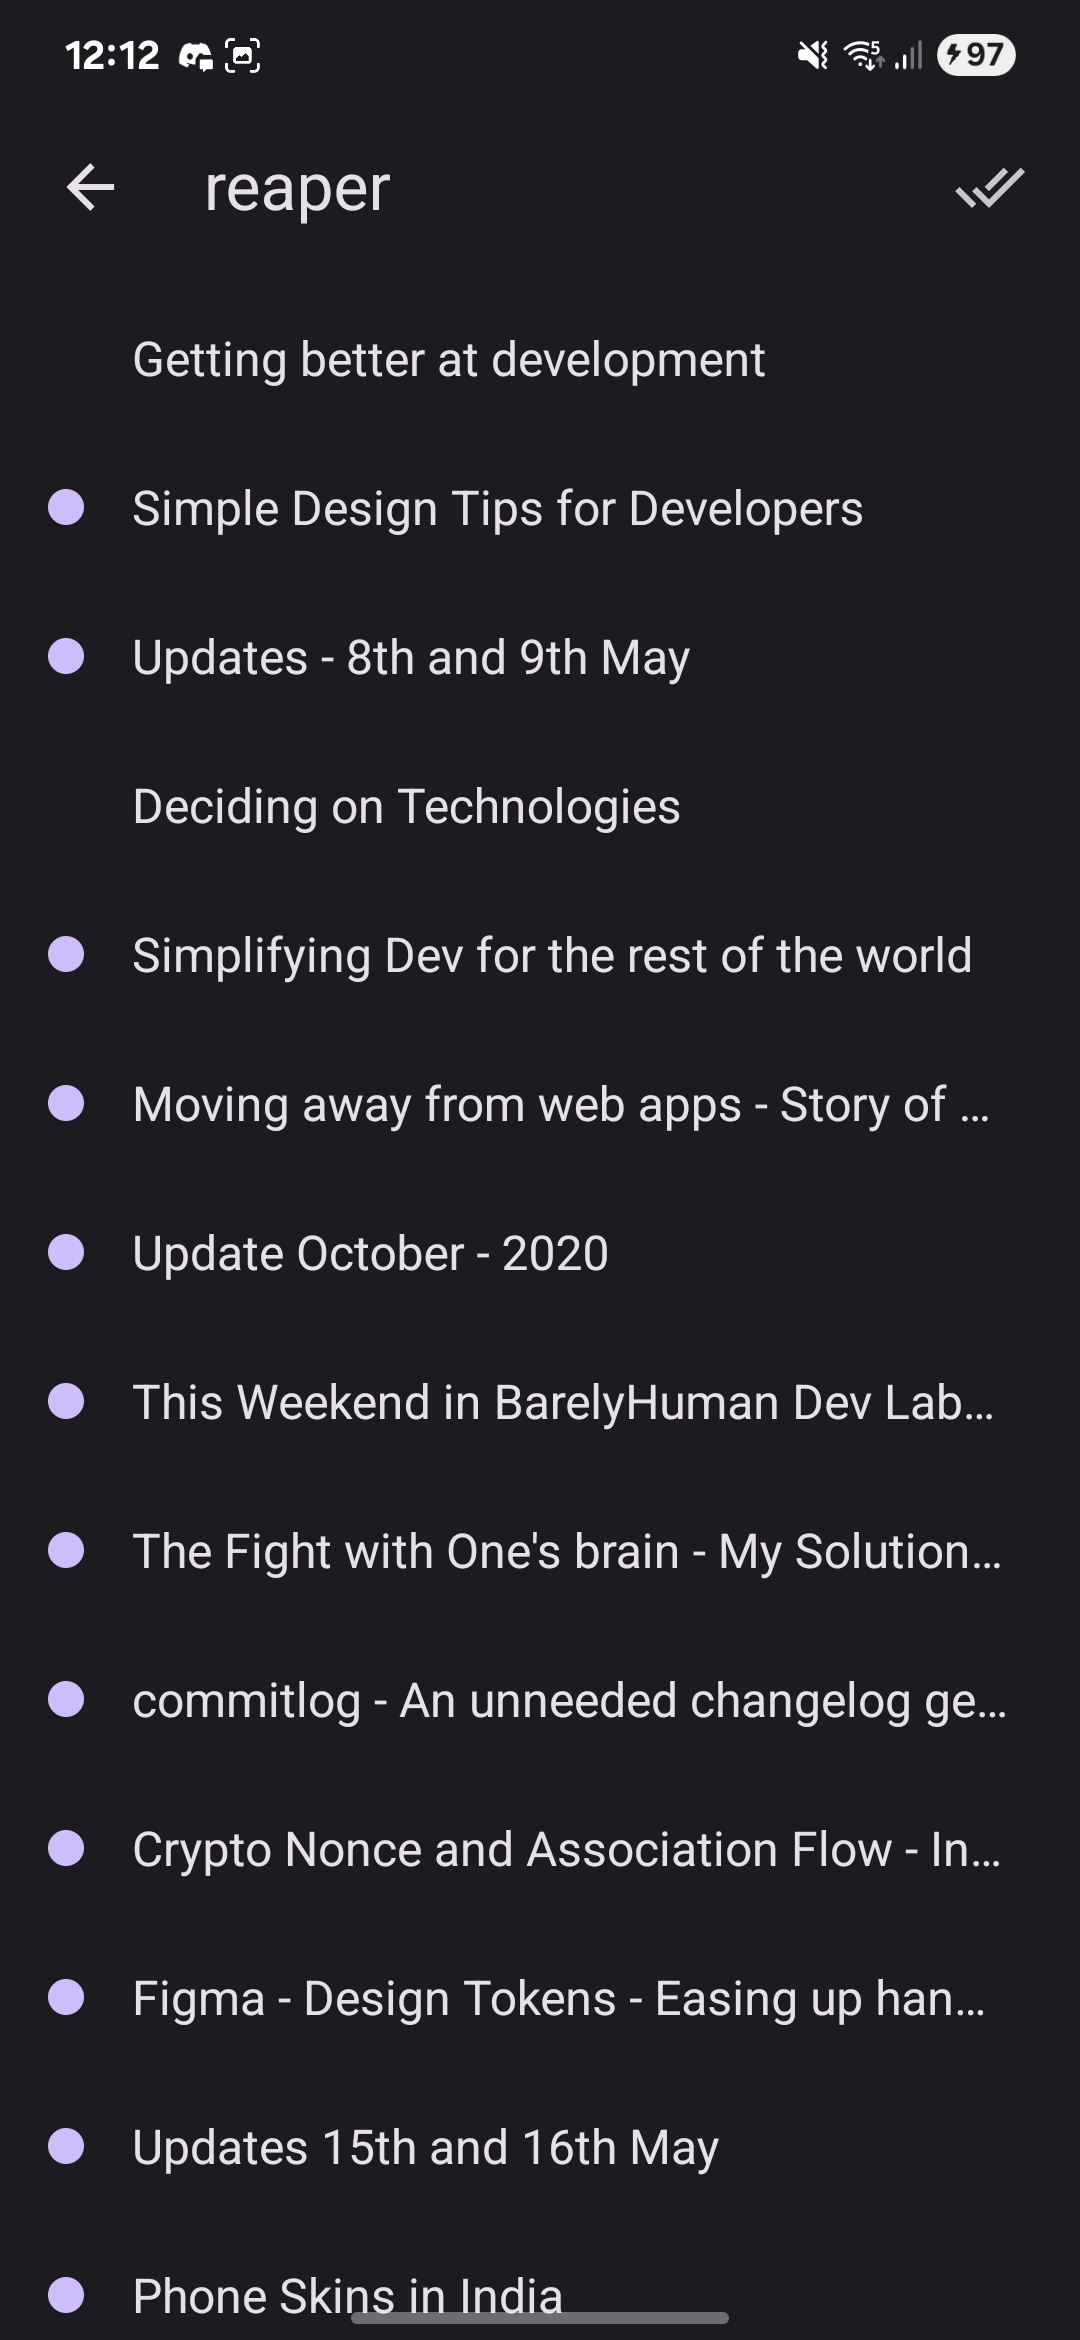 12:12
5
97
reaper
Getting better at development
Simple Design Tips for Developers
Updates - 8th and 9th May
Deciding on Technologies
Simplifying Dev for the rest of the world
Moving away from web apps - Story of ...
Update October - 2020
This Weekend in BarelyHuman Dev Lab...
The Fight with One's brain - My Solution...
commitlog - An unneeded changelog ge...
Crypto Nonce and Association Flow - In...
Figma - Design Tokens - Easing up han...
Updates 15th and 16th May
Phone Skins in India